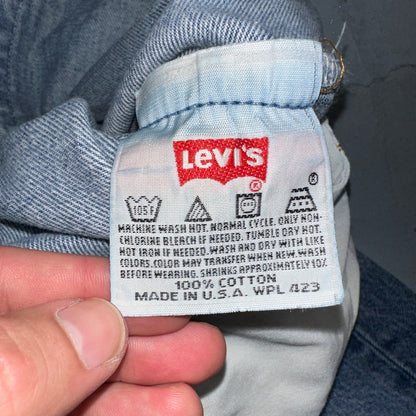 Levi's
®
105F
MACHINE WASH HOT. NORMAL CYCLE. ONLY NON-
CHLORINE BLEACH IF NEEDED. TUMBLE DRY HOT.
HOT IRON IF NEEDED. WASH AND DRY WITH LIKE
COLORS. COLOR MAY TRANSFER WHEN NEW. WASH
BEFORE WEARING. SHRINKS APPROXIMATELY 10%
100% COTTON
MADE IN U.S.A. WPL 423